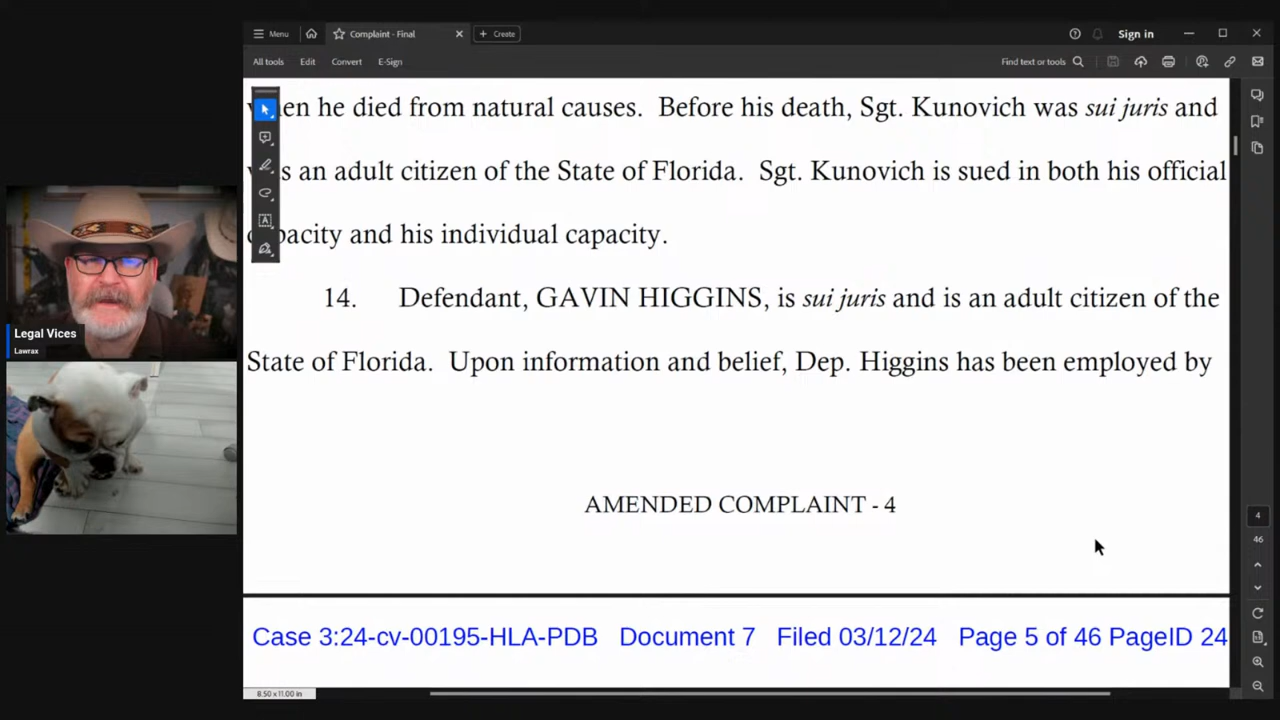 Menu
Complaint - Final
Create
Sign in
All tools
Edit
Convert
E-Sign
Find text or tools
he died from natural causes. Before his death, Sgt. Kunovich was sui juris and
an adult citizen of the State of Florida. Sgt. Kunovich is sued in both his official
and his individual capacity.
14. Defendant, GAVIN HIGGINS, is sui juris and is an adult citizen of the
State of Florida. Upon information and belief, Dep. Higgins has been employed by
AMENDED COMPLAINT - 4
Case 3:24-cv-00195-HLA-PDB Document 7 Filed 03/12/24 Page 5 of 46 PageID 24
8.50 x 11.00 in
4
46
Legal Vices
Lawrax